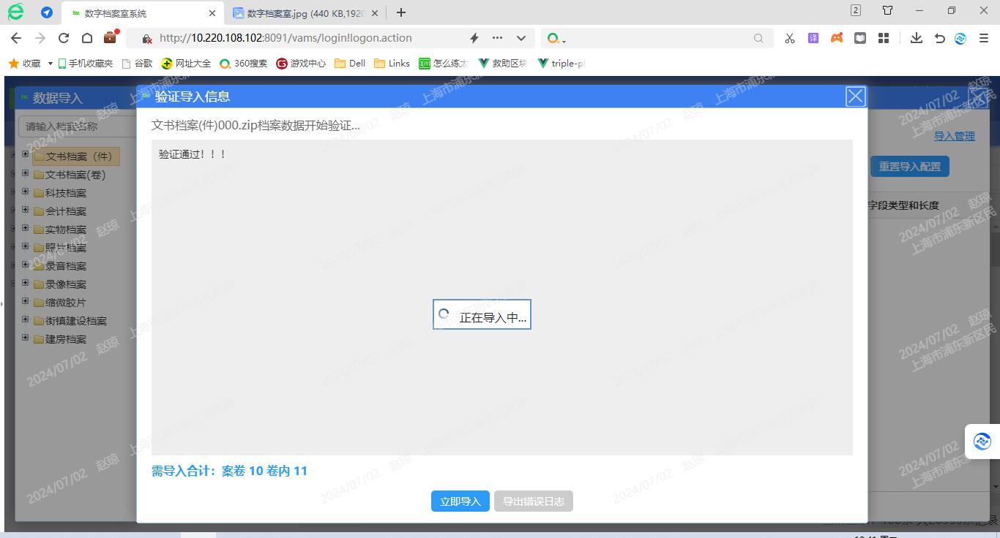 数字档案室系统
数字档案室.jpg (440 KB,1920
2
http://10.220.108.102:8091/vams/login!logon.action
译
收藏 手机收藏夹 谷歌 网址大全 360搜索 游戏中心 Dell Links 怎么练太 救助区块 triple-pl
数据导入
验证导入信息
请输入档案名称
文书档案(件)000.zip档案数据开始验证...
导入管理
验证通过！！！
重置导入配置
字段类型和长度
文书档案（件）
文书档案(卷)
科技档案
会计档案
实物档案
照片档案
录音档案
录像档案
缩微胶片
街镇建设档案
建房档案
正在导入中...
需导入合计：案卷 10 卷内 11
立即导入 导出错误日志
2024/07/02 赵琼
上海市浦东新区民